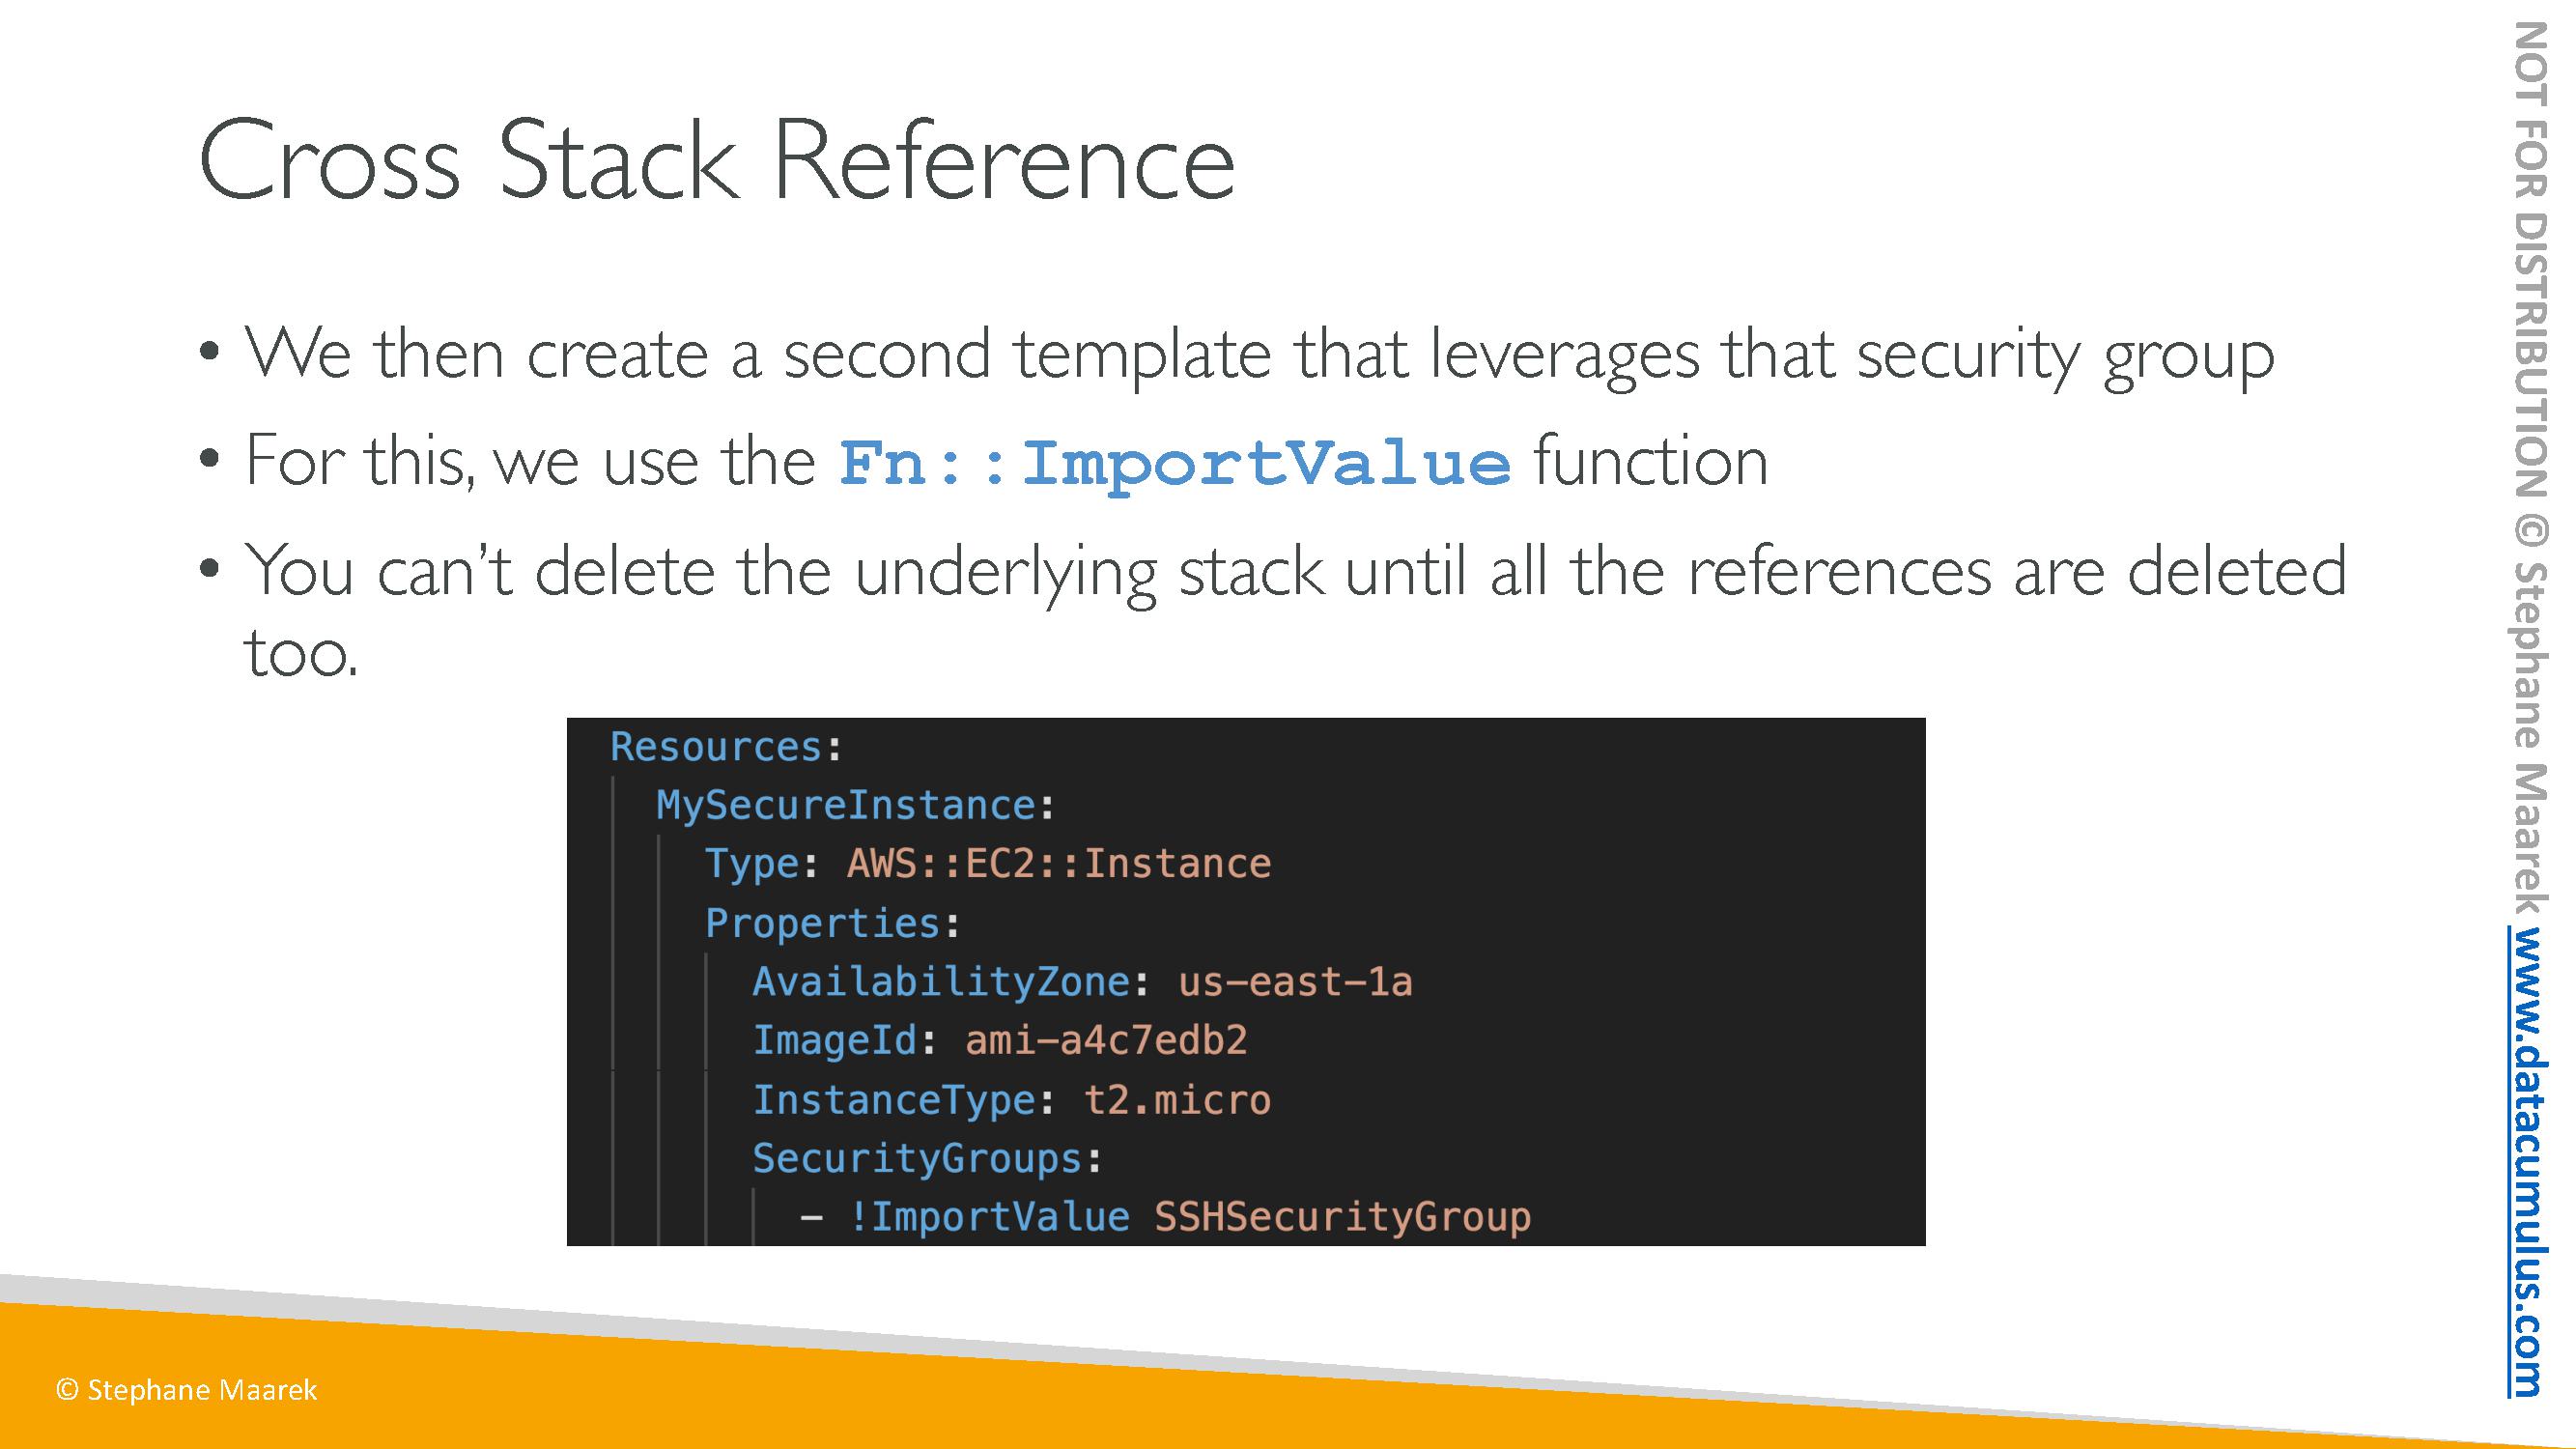 Cross Stack Reference
• We then create a second template that leverages that security group
• For this, we use the Fn::ImportValue function
• You can't delete the underlying stack until all the references are deleted
too.
Resources:
MySecureInstance:
Type: AWS::EC2::Instance
Properties:
AvailabilityZone: us-east-1a
ImageId: ami-a4c7edb2
InstanceType: t2.micro
SecurityGroups:
- !ImportValue SSHSecurityGroup
© Stephane Maarek
NOT FOR DISTRIBUTION © Stephane Maarek www.datacumulus.com